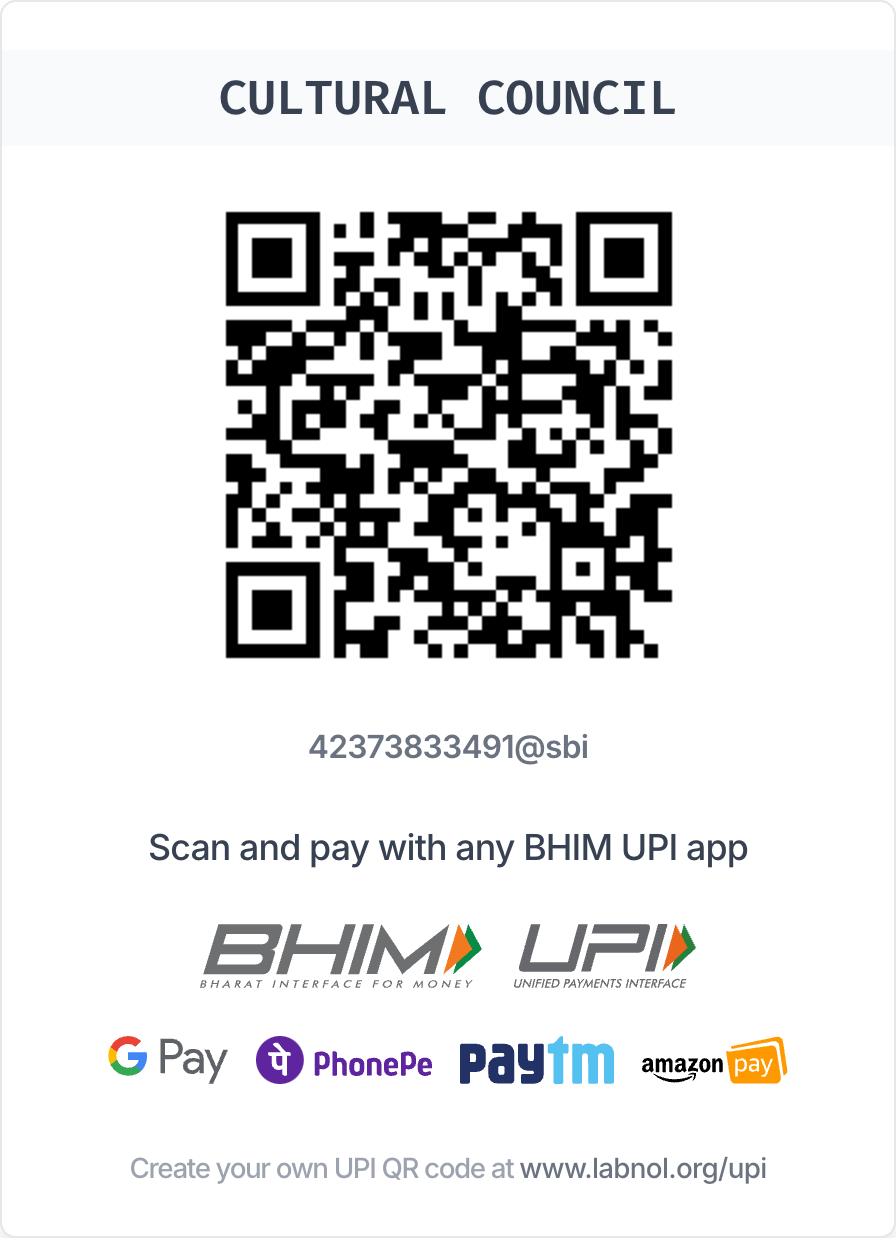 CULTURAL COUNCIL
42373833491@sbi
Scan and pay with any BHIM UPI app
BHIM UPI
BHARAT INTERFACE FOR MONEY UNIFIED PAYMENTS INTERFACE
G Pay पे PhonePe paytm amazon pay
Create your own UPI QR code at www.labnol.org/upi